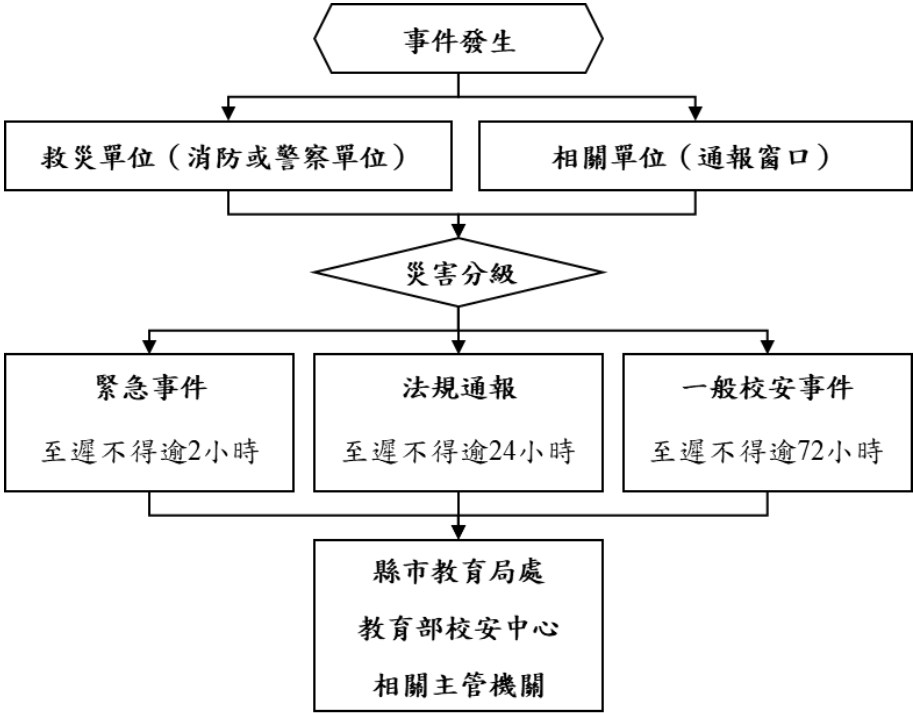 事件發生
救災單位（消防或警察單位）
相關單位（通報窗口）
災害分級
緊急事件
至遲不得逾2小時
法規通報
至遲不得逾24小時
一般校安事件
至遲不得逾72小時
縣市教育局處
教育部校安中心
相關主管機關